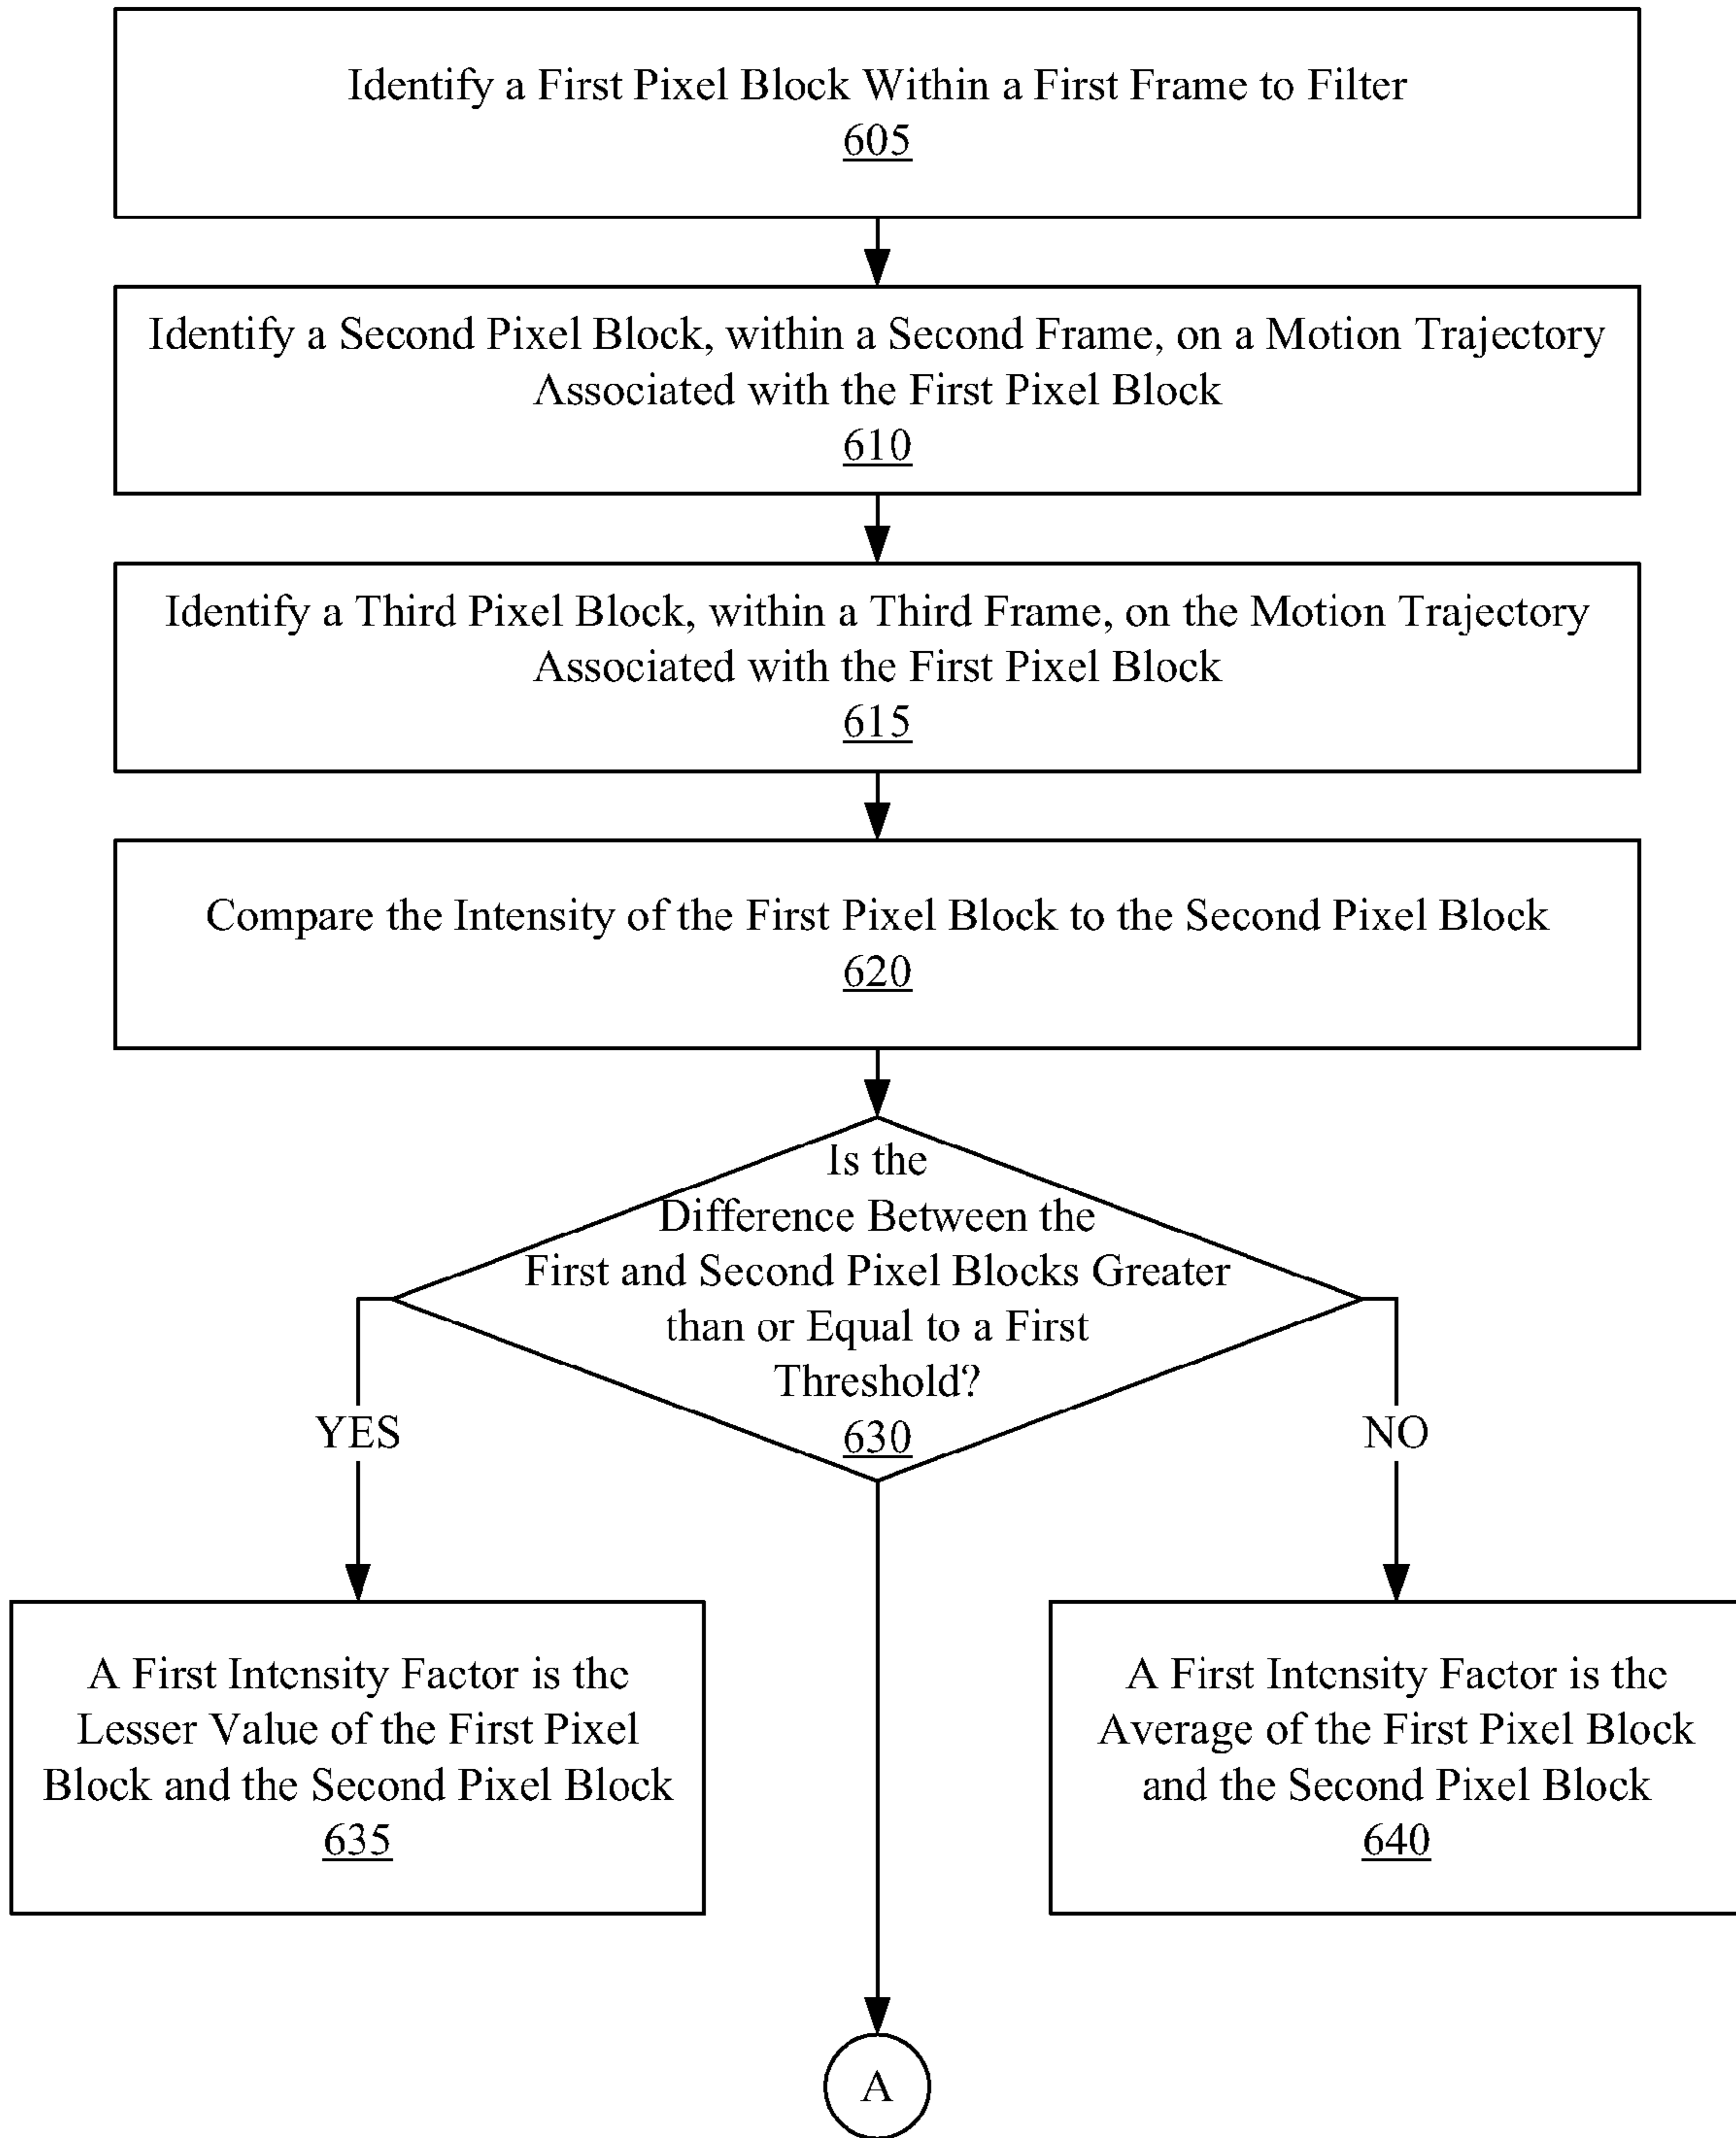 Identify a First Pixel Block Within a First Frame to Filter
605
Identify a Second Pixel Block, within a Second Frame, on a Motion Trajectory
Associated with the First Pixel Block
610
Identify a Third Pixel Block, within a Third Frame, on the Motion Trajectory
Associated with the First Pixel Block
615
Compare the Intensity of the First Pixel Block to the Second Pixel Block
620
Is the
Difference Between the
First and Second Pixel Blocks Greater
than or Equal to a First
Threshold?
630
YES
NO
A First Intensity Factor is the
Lesser Value of the First Pixel
Block and the Second Pixel Block
635
A First Intensity Factor is the
Average of the First Pixel Block
and the Second Pixel Block
640
A